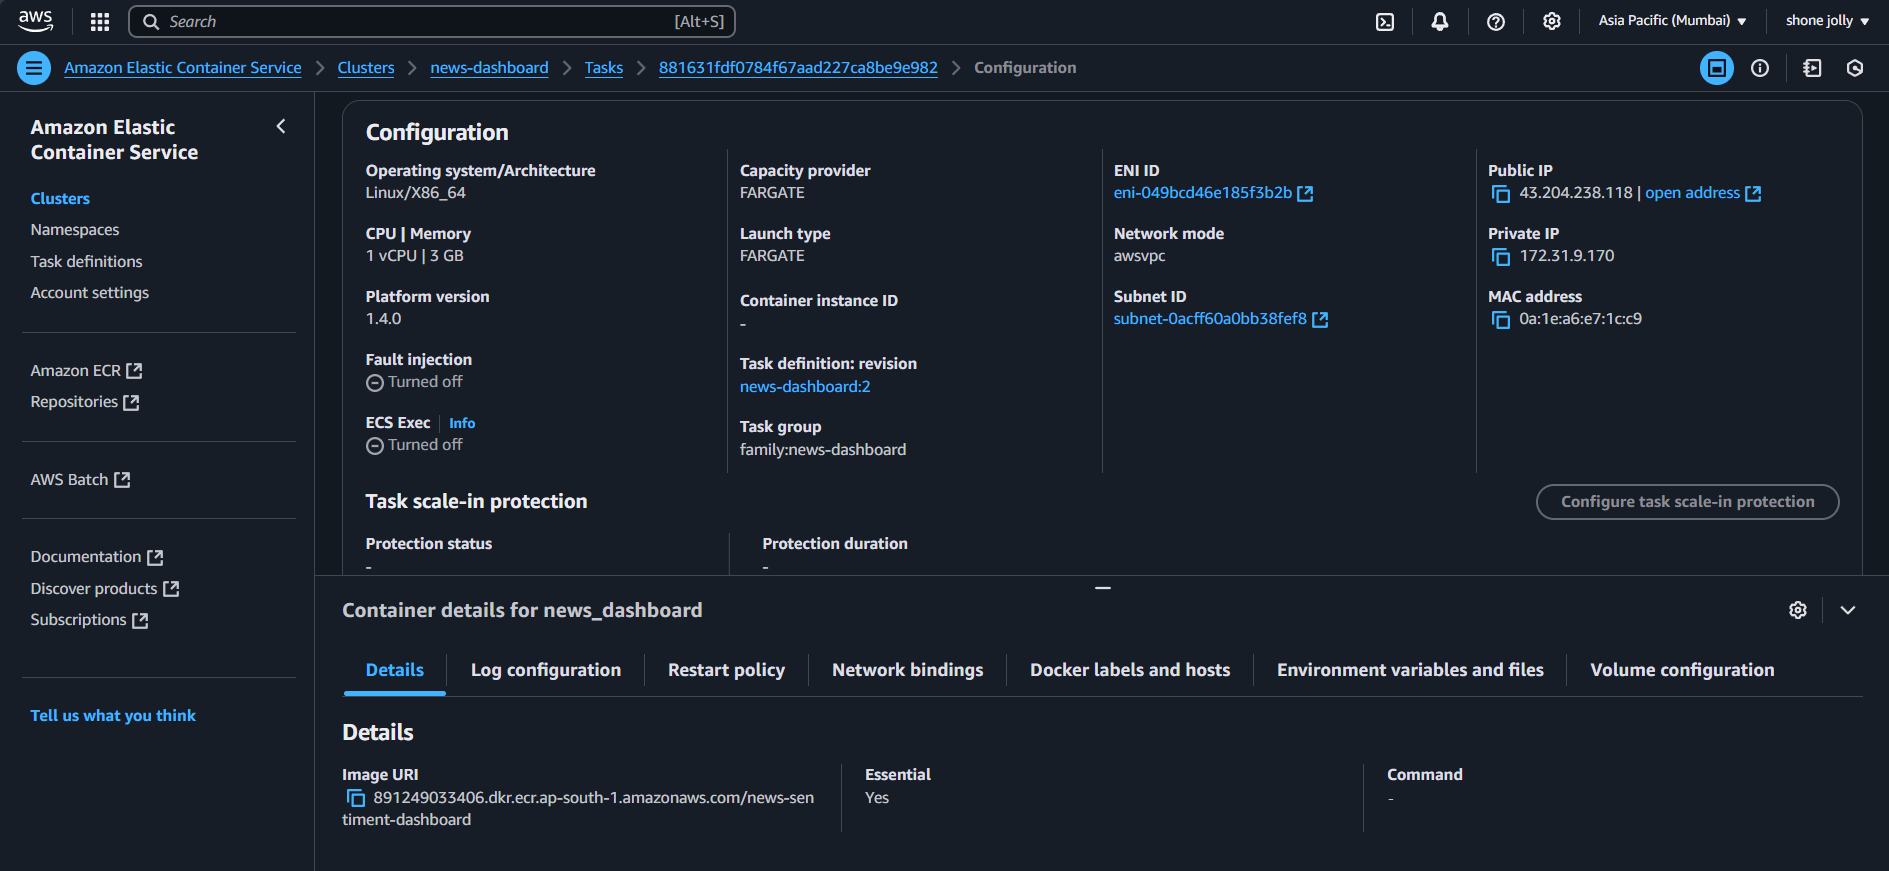 aws
Search [Alt+S]
Asia Pacific (Mumbai)
shone jolly
Amazon Elastic Container Service
Clusters
news-dashboard
Tasks
881631fdf0784f67aad227ca8be9e982
Configuration
Amazon Elastic
Container Service
Clusters
Namespaces
Task definitions
Account settings
Amazon ECR
Repositories
AWS Batch
Documentation
Discover products
Subscriptions
Tell us what you think
Configuration
Operating system/Architecture
Linux/X86_64
CPU | Memory
1 vCPU | 3 GB
Platform version
1.4.0
Fault injection
Turned off
ECS Exec Info
Turned off
Capacity provider
FARGATE
Launch type
FARGATE
Container instance ID
-
Task definition: revision
news-dashboard:2
Task group
family:news-dashboard
ENI ID
eni-049bcd46e185f3b2b
Network mode
awsvpc
Subnet ID
subnet-0acff60a0bb38fef8
Public IP
43.204.238.118 | open address
Private IP
172.31.9.170
MAC address
0a:1e:a6:e7:1c:c9
Task scale-in protection
Configure task scale-in protection
Protection status
-
Protection duration
-
Container details for news_dashboard
Details
Log configuration
Restart policy
Network bindings
Docker labels and hosts
Environment variables and files
Volume configuration
Details
Image URI
891249033406.dkr.ecr.ap-south-1.amazonaws.com/news-sen
timent-dashboard
Essential
Yes
Command
-